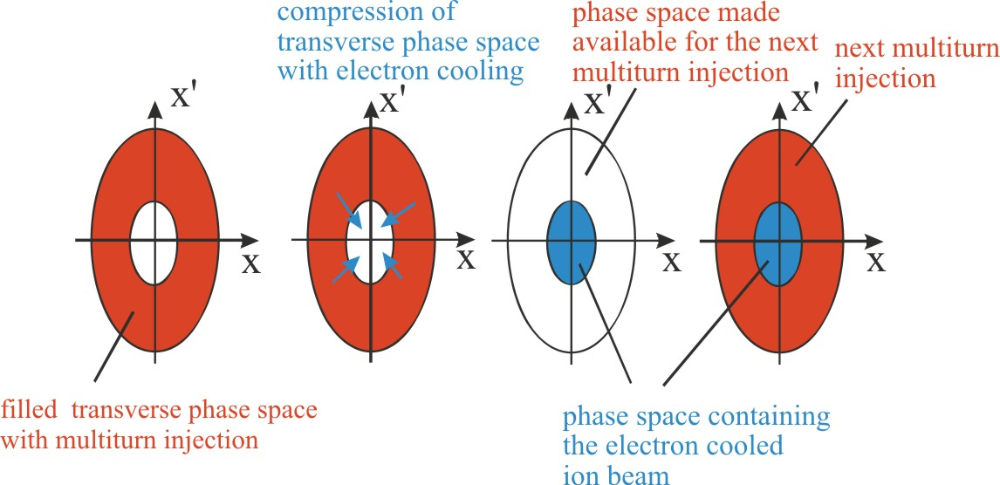 compression of
transverse phase space
with electron cooling
phase space made
available for the next
multiturn injection
next multiturn
injection
x'
x'
x'
x'
x
x
x
x
filled transverse phase space
with multiturn injection
phase space containing
the electron cooled
ion beam